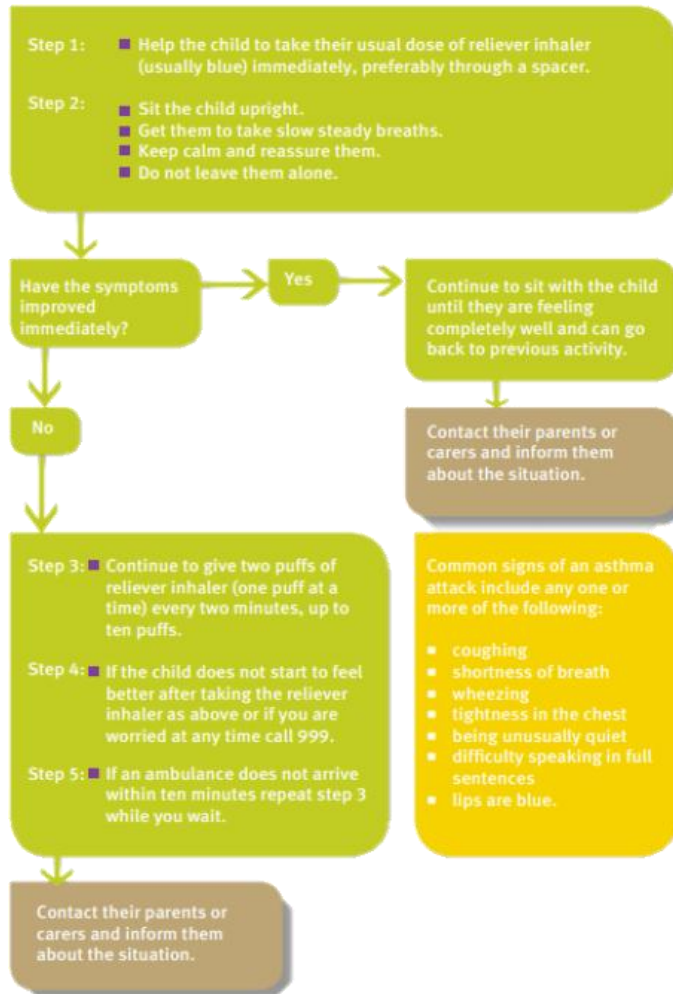 Step 1: Help the child to take their usual dose of reliever inhaler
(usually blue) immediately, preferably through a spacer.
Step 2: Sit the child upright.
Get them to take slow steady breaths.
Keep calm and reassure them.
Do not leave them alone.
Have the symptoms
improved
immediately?
Yes
Continue to sit with the child
until they are feeling
completely well and can go
back to previous activity.
No
Contact their parents or
carers and inform them
about the situation.
Step 3: Continue to give two puffs of
reliever inhaler (one puff at a
time) every two minutes, up to
ten puffs.
Step 4: If the child does not start to feel
better after taking the reliever
inhaler as above or if you are
worried at any time call 999.
Step 5: If an ambulance does not arrive
within ten minutes repeat step 3
while you wait.
Common signs of an asthma
attack include any one or
more of the following:
coughing
shortness of breath
wheezing
tightness in the chest
being unusually quiet
difficulty speaking in full
sentences
lips are blue.
Contact their parents or
carers and inform them
about the situation.